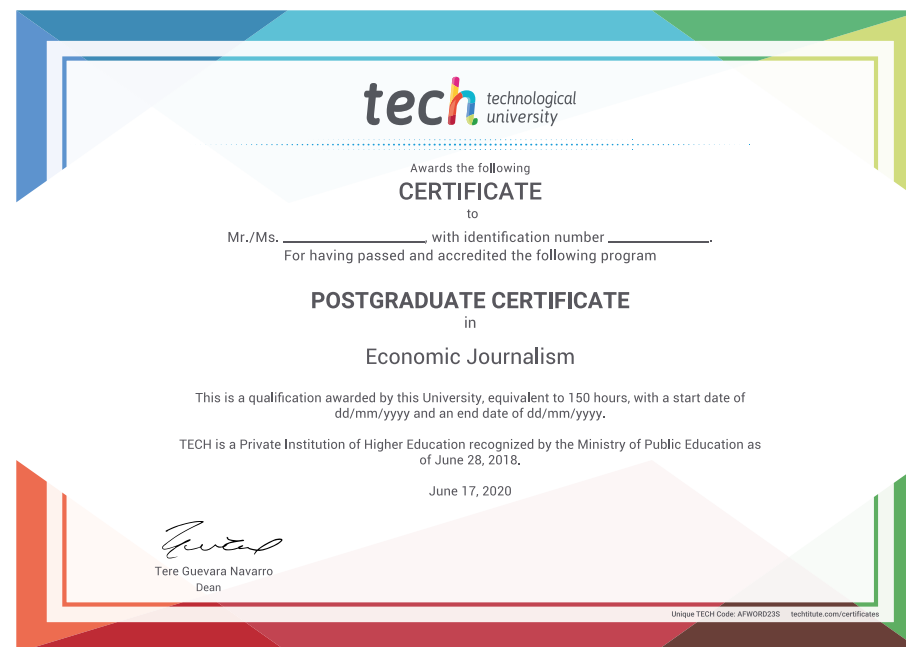 tech technological
university
Awards the following
CERTIFICATE
to
Mr./Ms. , with identification number .
For having passed and accredited the following program
POSTGRADUATE CERTIFICATE
in
Economic Journalism
This is a qualification awarded by this University, equivalent to 150 hours, with a start date of
dd/mm/yyyy and an end date of dd/mm/yyyy.
TECH is a Private Institution of Higher Education recognized by the Ministry of Public Education as
of June 28, 2018.
June 17, 2020
Tere Guevara Navarro
Dean
Unique TECH Code: AFWORD23S techtitute.com/certificates